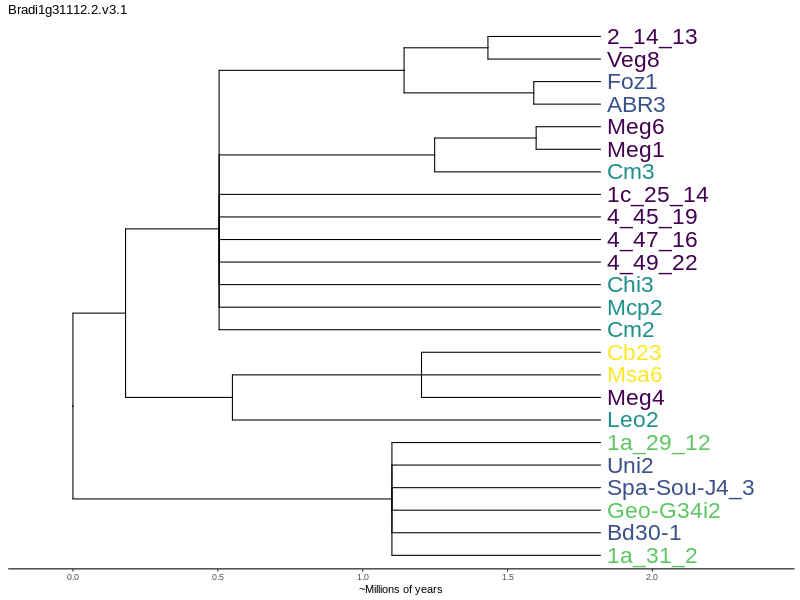 Bradi1g31112.2.v3.1
2_14_13
Veg8
Foz1
ABR3
Meg6
Meg1
Cm3
1c_25_14
4_45_19
4_47_16
4_49_22
Chi3
Mcp2
Cm2
Cb23
Msa6
Meg4
Leo2
1a_29_12
Uni2
Spa-Sou-J4_3
Geo-G34i2
Bd30-1
1a_31_2
0.0 0.5 1.0 1.5 2.0
~Millions of years